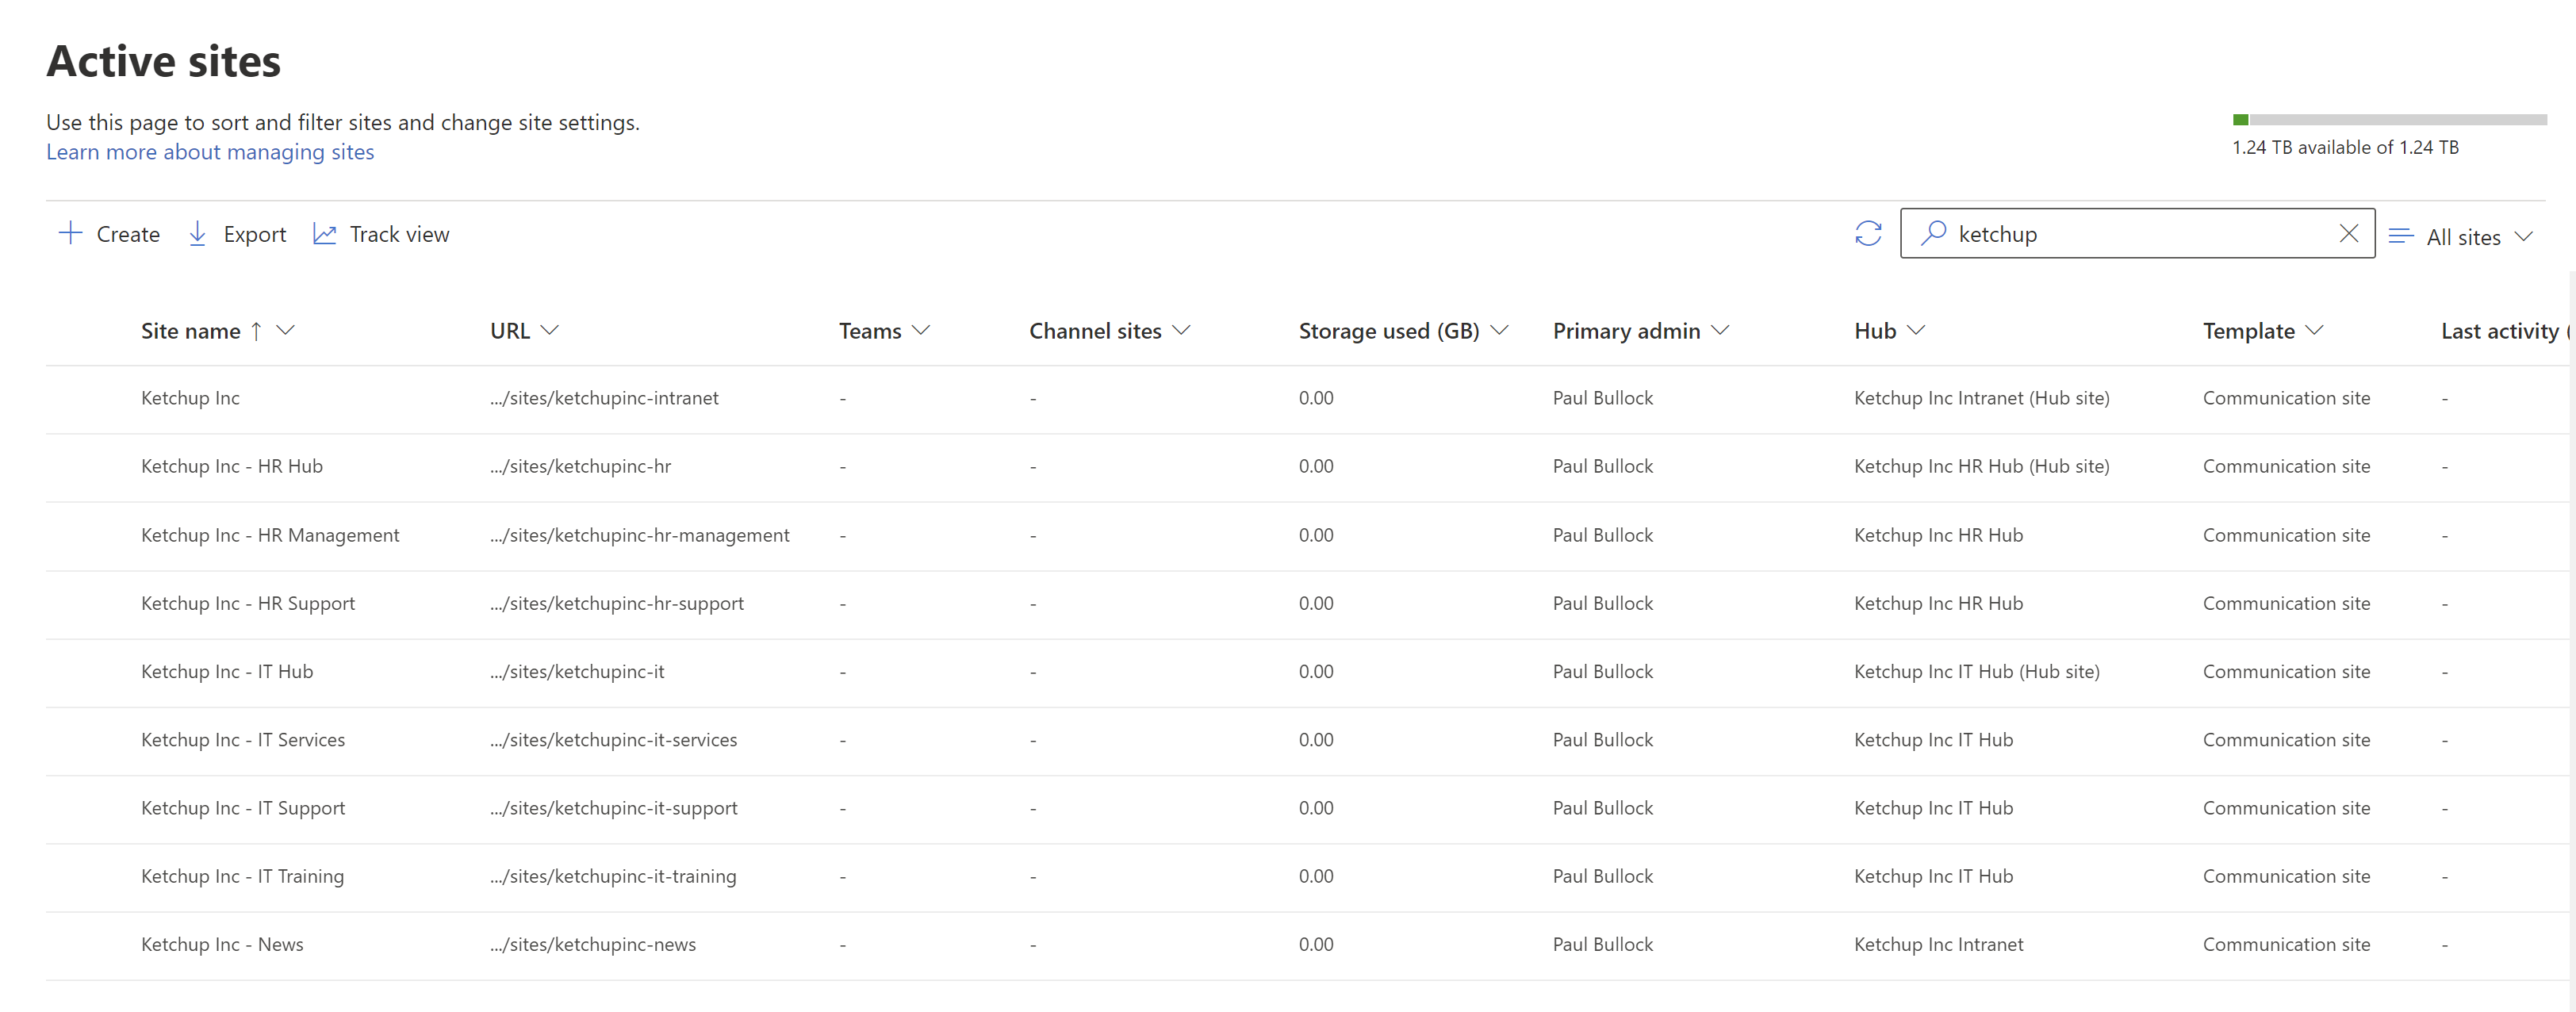 Active sites
Use this page to sort and filter sites and change site settings.
Learn more about managing sites
1.24 TB available of 1.24 TB
Create Export Track view ketchup All sites
Site name URL Teams Channel sites Storage used (GB) Primary admin Hub Template Last activity (
Ketchup Inc .../sites/ketchupinc-intranet - - 0.00 Paul Bullock Ketchup Inc Intranet (Hub site) Communication site -
Ketchup Inc - HR Hub .../sites/ketchupinc-hr - - 0.00 Paul Bullock Ketchup Inc HR Hub (Hub site) Communication site -
Ketchup Inc - HR Management .../sites/ketchupinc-hr-management - - 0.00 Paul Bullock Ketchup Inc HR Hub Communication site -
Ketchup Inc - HR Support .../sites/ketchupinc-hr-support - - 0.00 Paul Bullock Ketchup Inc HR Hub Communication site -
Ketchup Inc - IT Hub .../sites/ketchupinc-it - - 0.00 Paul Bullock Ketchup Inc IT Hub (Hub site) Communication site -
Ketchup Inc - IT Services .../sites/ketchupinc-it-services - - 0.00 Paul Bullock Ketchup Inc IT Hub Communication site -
Ketchup Inc - IT Support .../sites/ketchupinc-it-support - - 0.00 Paul Bullock Ketchup Inc IT Hub Communication site -
Ketchup Inc - IT Training .../sites/ketchupinc-it-training - - 0.00 Paul Bullock Ketchup Inc IT Hub Communication site -
Ketchup Inc - News .../sites/ketchupinc-news - - 0.00 Paul Bullock Ketchup Inc Intranet Communication site -